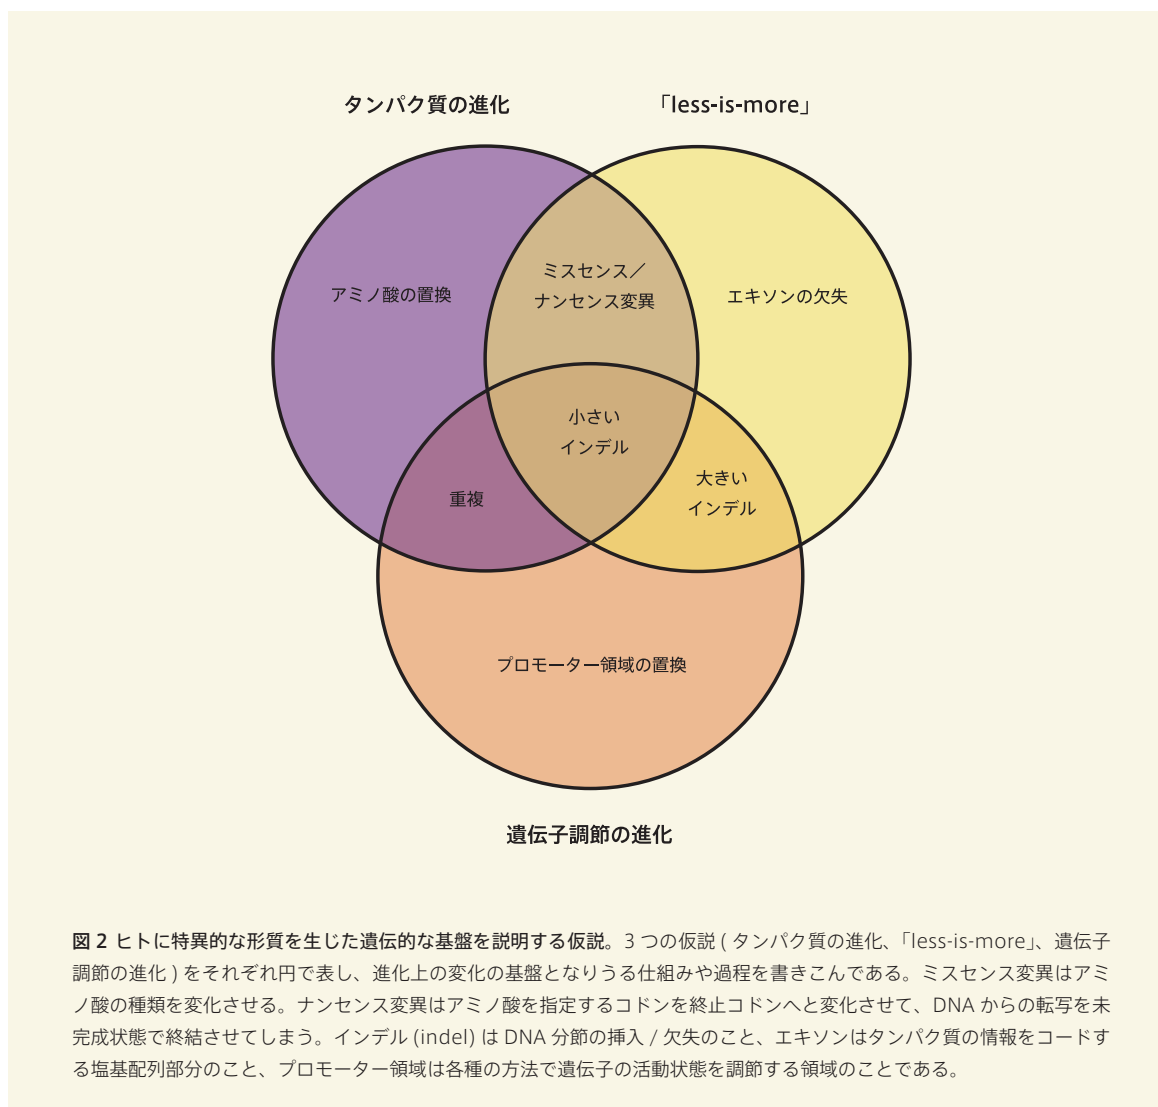 タンパク質の進化
「less-is-more」
アミノ酸の置換
ミスセンス／
ナンセンス変異
エキソンの欠失
小さい
インデル
重複
大きい
インデル
プロモーター領域の置換
遺伝子調節の進化
図 2 ヒトに特異的な形質を生じた遺伝的な基盤を説明する仮説。3 つの仮説 ( タンパク質の進化、「less-is-more」、遺伝子
調節の進化 ) をそれぞれ円で表し、進化上の変化の基盤となりうる仕組みや過程を書きこんである。ミスセンス変異はアミ
ノ酸の種類を変化させる。ナンセンス変異はアミノ酸を指定するコドンを終止コドンへと変化させて、DNA からの転写を未
完成状態で終結させてしまう。インデル (indel) は DNA 分節の挿入 / 欠失のこと、エキソンはタンパク質の情報をコードす
る塩基配列部分のこと、プロモーター領域は各種の方法で遺伝子の活動状態を調節する領域のことである。